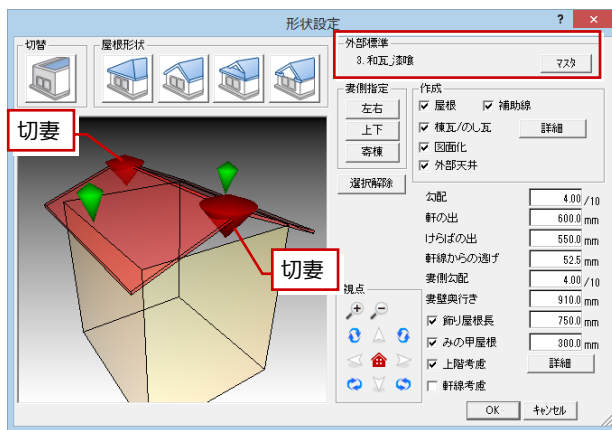 形状設定
? ×
切替
屋根形状
外部標準
3. 和瓦_漆喰
マスタ
妻側指定
左右
上下
寄棟
選択解除
作成
屋根
補助線
棟瓦/のし瓦
詳細
図面化
外部天井
切妻
切妻
勾配
4.00 /10
軒の出
600.0 mm
けらばの出
550.0 mm
軒線からの逃げ
52.5 mm
妻側勾配
4.00 /10
妻壁奥行き
910.0 mm
飾り屋根長
750.0 mm
みの甲屋根
300.0 mm
上階考慮
詳細
軒線考慮
視点
OK
キャンセル